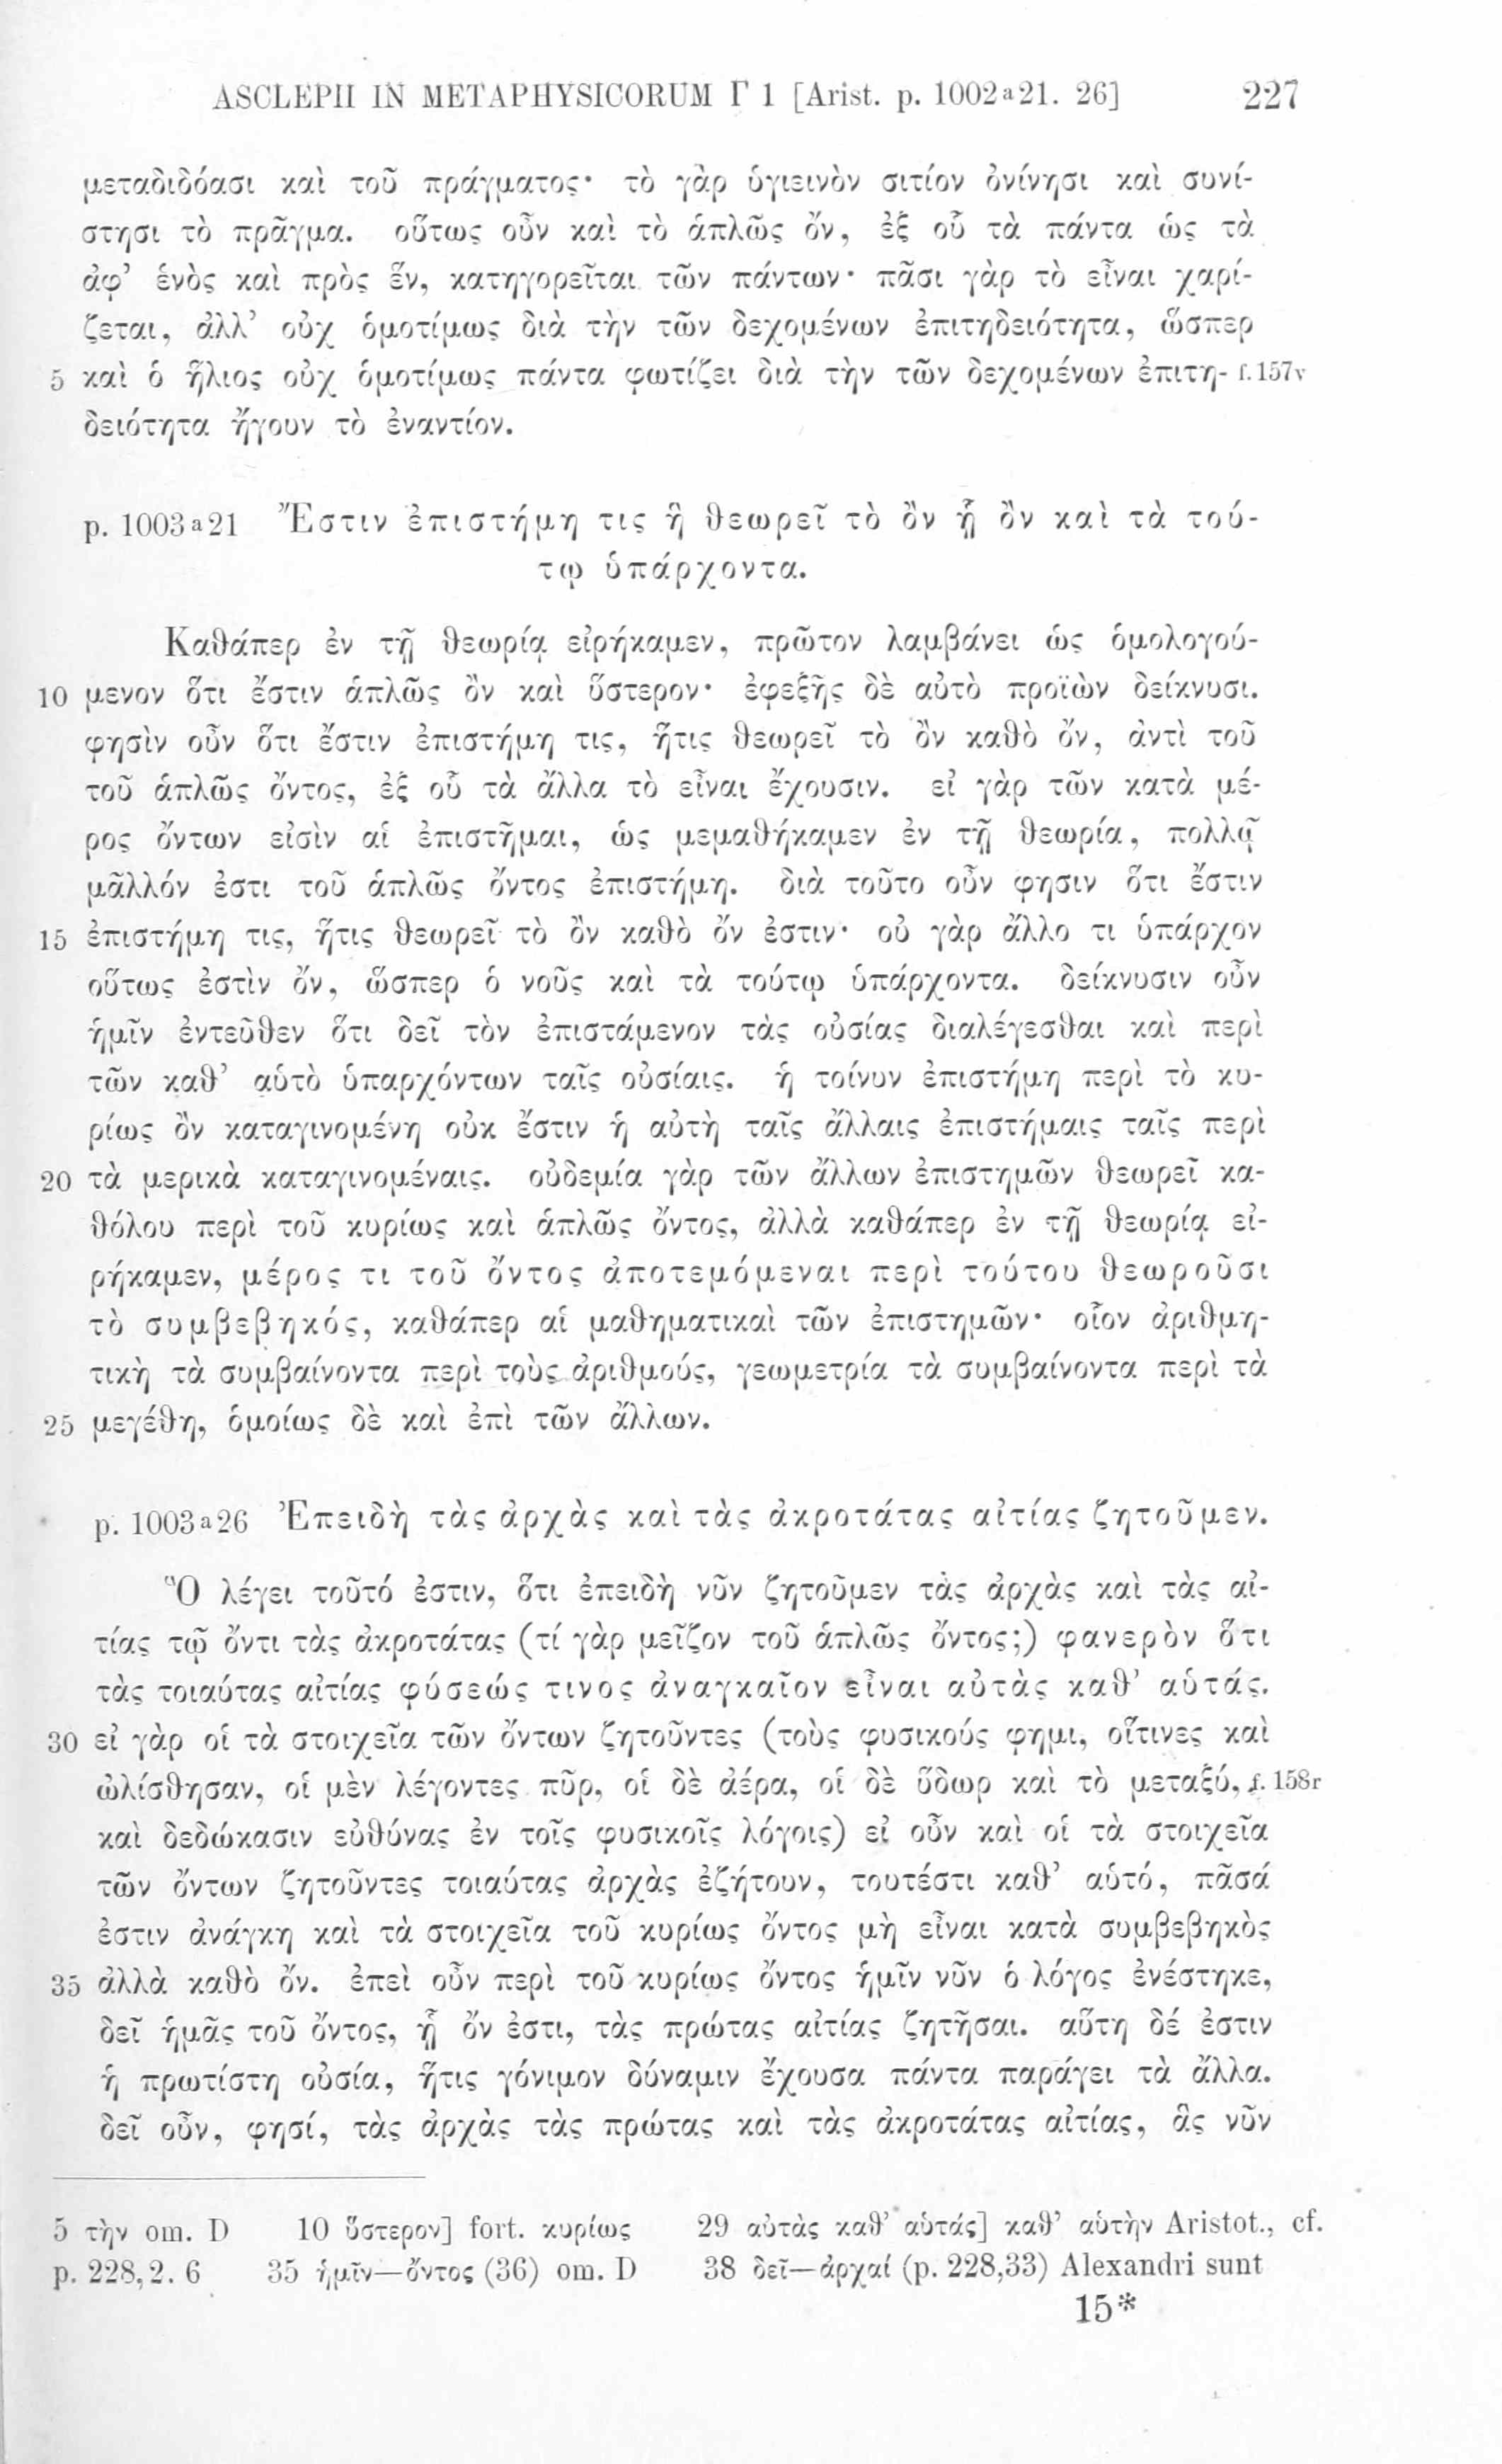 ASCLEPII IN METAPHYSICORUM Γ 1 [Arist. p. 1002a21. 26] 227
μεταδιδόασι καὶ τοῦ πράγματος· τὸ γὰρ ὑγιεινὸν σιτίον ὀνίνησι καὶ συνί-
στησι τὸ πρᾶγμα. οὕτως οὖν καὶ τὸ ἁπλῶς ὄν, ἐξ οὗ τὰ πάντα ὡς τὰ
ἀφ’ ἑνὸς καὶ πρὸς ἕν, κατηγορεῖται τῶν πάντων· πᾶσι γὰρ τὸ εἶναι χαρί-
ζεται, ἀλλ’ οὐχ ὁμοτίμως διὰ τὴν τῶν δεχομένων ἐπιτηδειότητα, ὥσπερ
5 καὶ ὁ ἥλιος οὐχ ὁμοτίμως πάντα φωτίζει διὰ τὴν τῶν δεχομένων ἐπιτη- f.157v
δειότητα ἤγουν τὸ ἐναντίον.
p. 1003a21 Ἔστιν ἐπιστήμη τις ἣ θεωρεῖ τὸ ὂν ᾗ ὂν καὶ τὰ τού-
τῳ ὑπάρχοντα.
Καθάπερ ἐν τῇ θεωρίᾳ εἰρήκαμεν, πρῶτον λαμβάνει ὡς ὁμολογού-
10 μενον ὅτι ἔστιν ἁπλῶς ὂν καὶ ὕστερον· ἐφεξῆς δὲ αὐτὸ προϊὼν δείκνυσι.
φησὶν οὖν ὅτι ἔστιν ἐπιστήμη τις, ἥτις θεωρεῖ τὸ ὂν καθὸ ὄν, ἀντὶ τοῦ
τοῦ ἁπλῶς ὄντος, ἐξ οὗ τὰ ἄλλα τὸ εἶναι ἔχουσιν. εἰ γὰρ τῶν κατὰ μέ-
ρος ὄντων εἰσὶν αἱ ἐπιστῆμαι, ὡς μεμαθήκαμεν ἐν τῇ θεωρίᾳ, πολλῷ
μᾶλλόν ἐστι τοῦ ἁπλῶς ὄντος ἐπιστήμη. διὰ τοῦτο οὖν φησιν ὅτι ἔστιν
15 ἐπιστήμη τις, ἥτις θεωρεῖ τὸ ὂν καθὸ ὄν ἐστιν· οὐ γὰρ ἄλλο τι ὑπάρχον
οὕτως ἐστὶν ὄν, ὥσπερ ὁ νοῦς καὶ τὰ τούτῳ ὑπάρχοντα. δείκνυσιν οὖν
ἡμῖν ἐντεῦθεν ὅτι δεῖ τὸν ἐπιστάμενον τὰς οὐσίας διαλέγεσθαι καὶ περὶ
τῶν καθ’ αὑτὸ ὑπαρχόντων ταῖς οὐσίαις. ἡ τοίνυν ἐπιστήμη περὶ τὸ κυ-
ρίως ὂν καταγινομένη οὐκ ἔστιν ἡ αὐτὴ ταῖς ἄλλαις ἐπιστήμαις ταῖς περὶ
20 τὰ μερικὰ καταγινομέναις. οὐδεμία γὰρ τῶν ἄλλων ἐπιστημῶν θεωρεῖ κα-
θόλου περὶ τοῦ κυρίως καὶ ἁπλῶς ὄντος, ἀλλὰ καθάπερ ἐν τῇ θεωρίᾳ εἰ-
ρήκαμεν, μέρος τι τοῦ ὄντος ἀποτεμόμεναι περὶ τούτου θεωροῦσι
τὸ συμβεβηκός, καθάπερ αἱ μαθηματικαὶ τῶν ἐπιστημῶν· οἷον ἀριθμη-
τικὴ τὰ συμβαίνοντα περὶ τοὺς ἀριθμούς, γεωμετρία τὰ συμβαίνοντα περὶ τὰ
25 μεγέθη, ὁμοίως δὲ καὶ ἐπὶ τῶν ἄλλων.
p. 1003a26 Ἐπειδὴ τὰς ἀρχὰς καὶ τὰς ἀκροτάτας αἰτίας ζητοῦμεν.
Ὃ λέγει τοῦτό ἐστιν, ὅτι ἐπειδὴ νῦν ζητοῦμεν τὰς ἀρχὰς καὶ τὰς αἰ-
τίας τῷ ὄντι τὰς ἀκροτάτας (τί γὰρ μεῖζον τοῦ ἁπλῶς ὄντος;) φανερὸν ὅτι
τὰς τοιαύτας αἰτίας φύσεώς τινος ἀναγκαῖον εἶναι αὐτὰς καθ’ αὑτάς.
30 εἰ γὰρ οἱ τὰ στοιχεῖα τῶν ὄντων ζητοῦντες (τοὺς φυσικούς φημι, οἵτινες καὶ
ὠλίσθησαν, οἱ μὲν λέγοντες πῦρ, οἱ δὲ ἀέρα, οἱ δὲ ὕδωρ καὶ τὸ μεταξύ, f.158r
καὶ δεδώκασιν εὐθύνας ἐν τοῖς φυσικοῖς λόγοις) εἰ οὖν καὶ οἱ τὰ στοιχεῖα
τῶν ὄντων ζητοῦντες τοιαύτας ἀρχὰς ἐζήτουν, τουτέστι καθ’ αὑτό, πᾶσά
ἐστιν ἀνάγκη καὶ τὰ στοιχεῖα τοῦ κυρίως ὄντος μὴ εἶναι κατὰ συμβεβηκὸς
35 ἀλλὰ καθὸ ὄν. ἐπεὶ οὖν περὶ τοῦ κυρίως ὄντος ἡμῖν νῦν ὁ λόγος ἐνέστηκε,
δεῖ ἡμᾶς τοῦ ὄντος, ᾗ ὄν ἐστι, τὰς πρώτας αἰτίας ζητῆσαι. αὕτη δέ ἐστιν
ἡ πρωτίστη οὐσία, ἥτις γόνιμον δύναμιν ἔχουσα πάντα παράγει τὰ ἄλλα.
δεῖ οὖν, φησί, τὰς ἀρχὰς τὰς πρώτας καὶ τὰς ἀκροτάτας αἰτίας, ἃς νῦν
5 τὴν om. D 10 ὕστερον] fort. κυρίως 29 αὐτὰς καθ’ αὑτάς] καθ’ αὑτὴν Aristot., cf.
p. 228,2. 6 35 ἡμῖν—ὄντος (36) om. D 38 δεῖ—ἀρχαί (p. 228,33) Alexandri sunt
15*